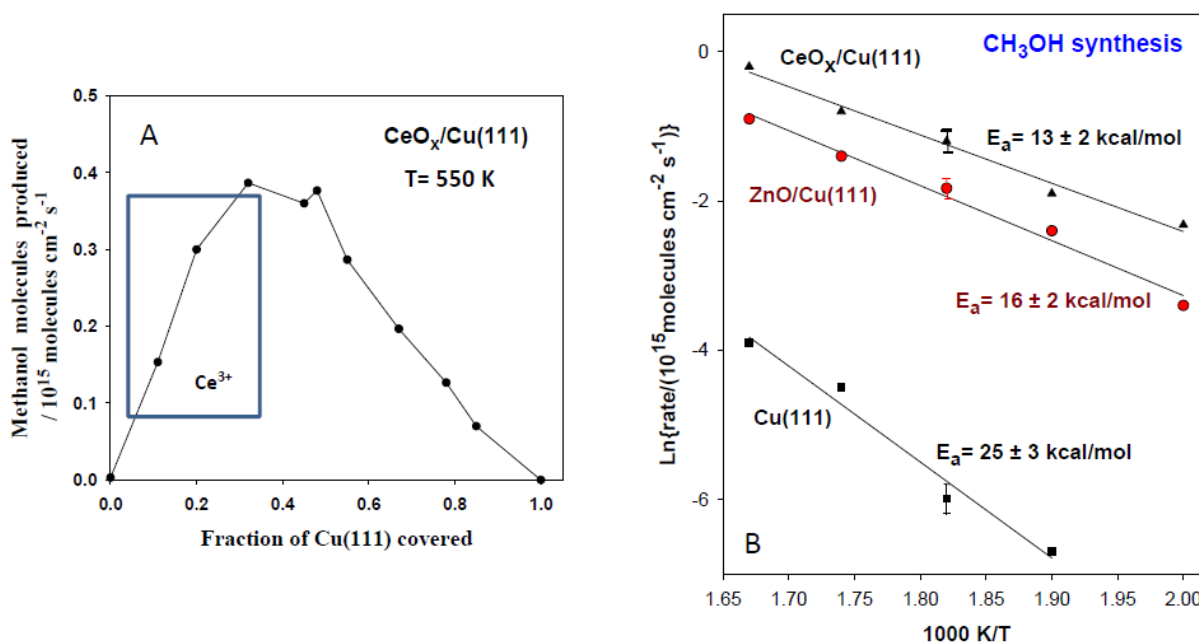 A
CeOx/Cu(111)
T= 550 K
Ce³⁺
Methanol molecules produced
/ 10¹⁵ molecules cm⁻² s⁻¹
0.5
0.4
0.3
0.2
0.1
0.0
0.0 0.2 0.4 0.6 0.8 1.0
Fraction of Cu(111) covered
CH₃OH synthesis
CeOₓ/Cu(111)
Eₐ= 13 ± 2 kcal/mol
ZnO/Cu(111)
Eₐ= 16 ± 2 kcal/mol
Cu(111)
Eₐ= 25 ± 3 kcal/mol
B
Ln{rate/(10¹⁵molecules cm⁻² s⁻¹)}
0
-2
-4
-6
1.65 1.70 1.75 1.80 1.85 1.90 1.95 2.00
1000 K/T